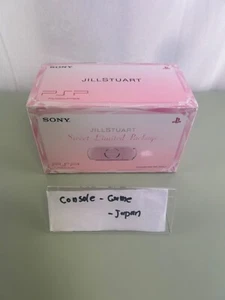 SONY
JILLSTUART
PSP
SONY
JILLSTUART
Sweet Limited Package
PSP
Console - Game
- Japan